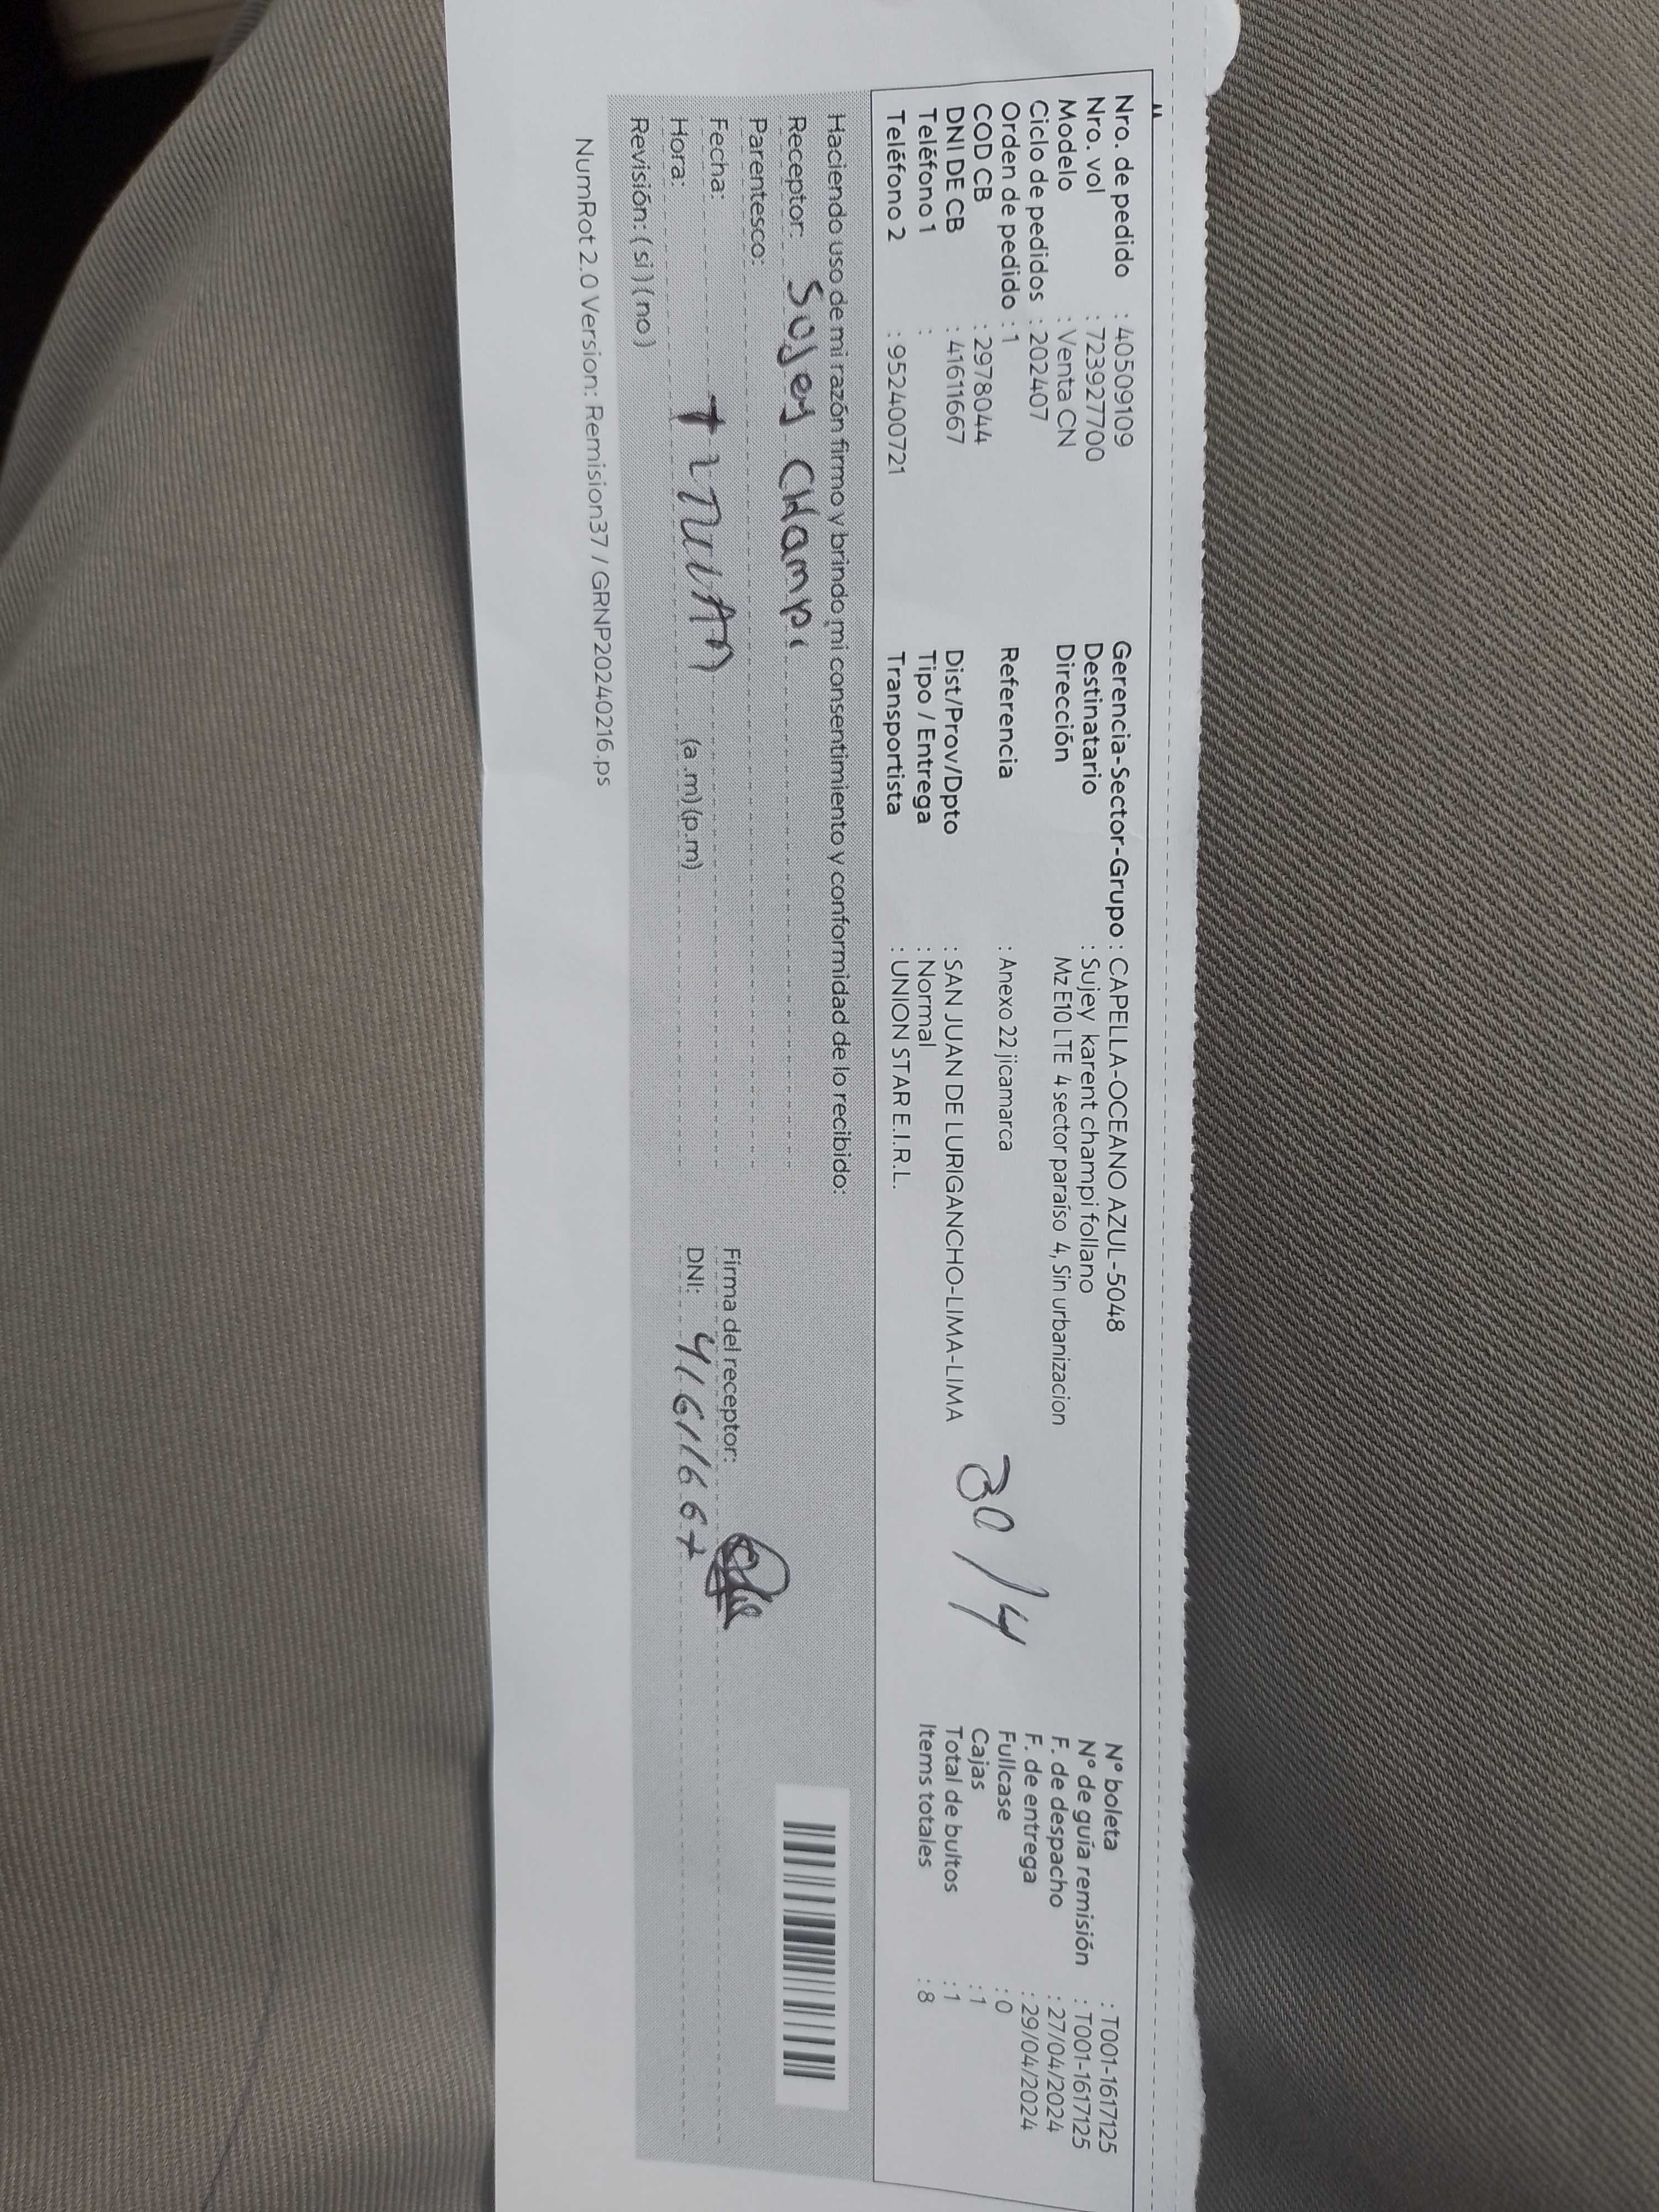 Nro. de pedido : 40509109
Nro. vol : 723927700
Modelo : Venta CN
Ciclo de pedidos : 202407
Orden de pedido : 1
COD CB : 2978044
DNI DE CB : 41611667
Teléfono 1 :
Teléfono 2 : 952400721
Gerencia-Sector-Grupo : CAPELLA-OCEANO AZUL-5048
Destinatario : Sujey karent champi follano
Dirección Mz E10 LTE 4 sector paraíso 4, Sin urbanizacion
Referencia : Anexo 22 jicamarca
Dist/Prov/Dpto : SAN JUAN DE LURIGANCHO-LIMA-LIMA
Tipo / Entrega : Normal
Transportista : UNION STAR E.I.R.L.
30/4
N° boleta : T001-1617125
N° de guía remisión : T001-1617125
F. de despacho : 27/04/2024
F. de entrega : 29/04/2024
Fullcase : 0
Cajas : 1
Total de bultos : 1
Items totales : 8
Haciendo uso de mi razón firmo y brindo mi consentimiento y conformidad de lo recibido:
Receptor: Sujey Champi
Parentesco:
Fecha:
Hora: (a .m) (p.m)
Revisión: ( si ) ( no )
Firma del receptor:
DNI: 41611667
NumRot 2.0 Version: Remision37 / GRNP20240216.ps